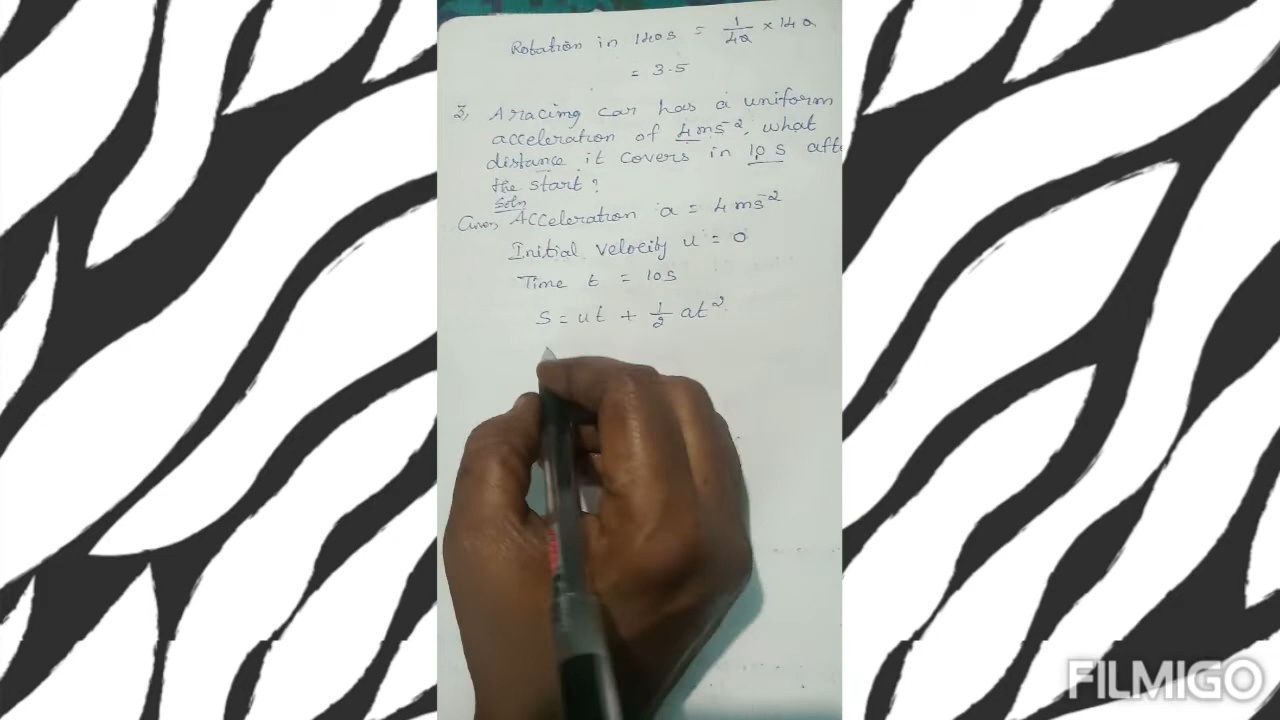 Rotation in 140s = 1/40 × 140
= 3.5
3, A racing car has a uniform
acceleration of 4ms⁻², what
distance it covers in 10 s aft
the start?
Soln
Given Acceleration a = 4ms⁻²
Initial velocity u = 0
Time t = 10s
S = ut + 1/2 at²
FILMIGO